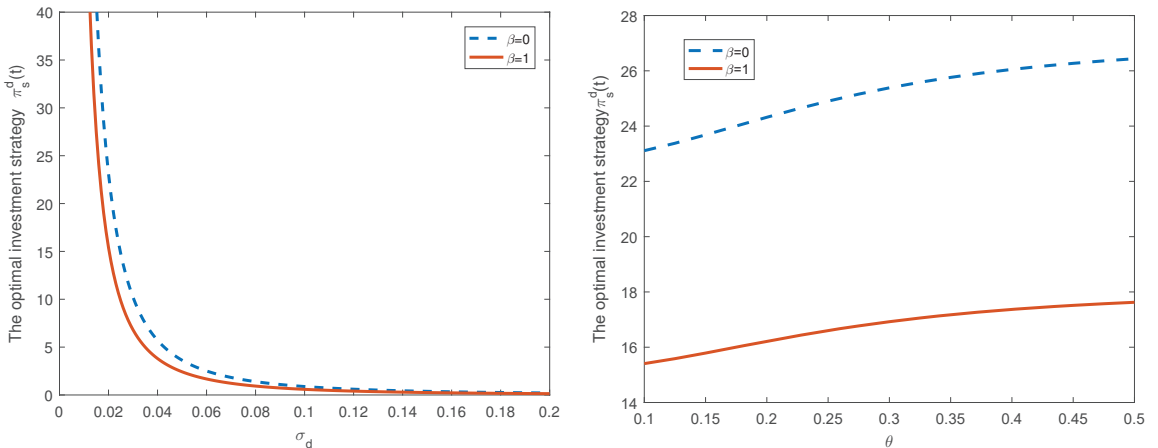 The optimal investment strategy π_s^d(t)
40
35
30
25
20
15
10
5
0
β=0
β=1
0 0.02 0.04 0.06 0.08 0.1 0.12 0.14 0.16 0.18 0.2
σ_d
The optimal investment strategy π_s^d(t)
28
26
24
22
20
18
16
14
β=0
β=1
0.1 0.15 0.2 0.25 0.3 0.35 0.4 0.45 0.5
θ